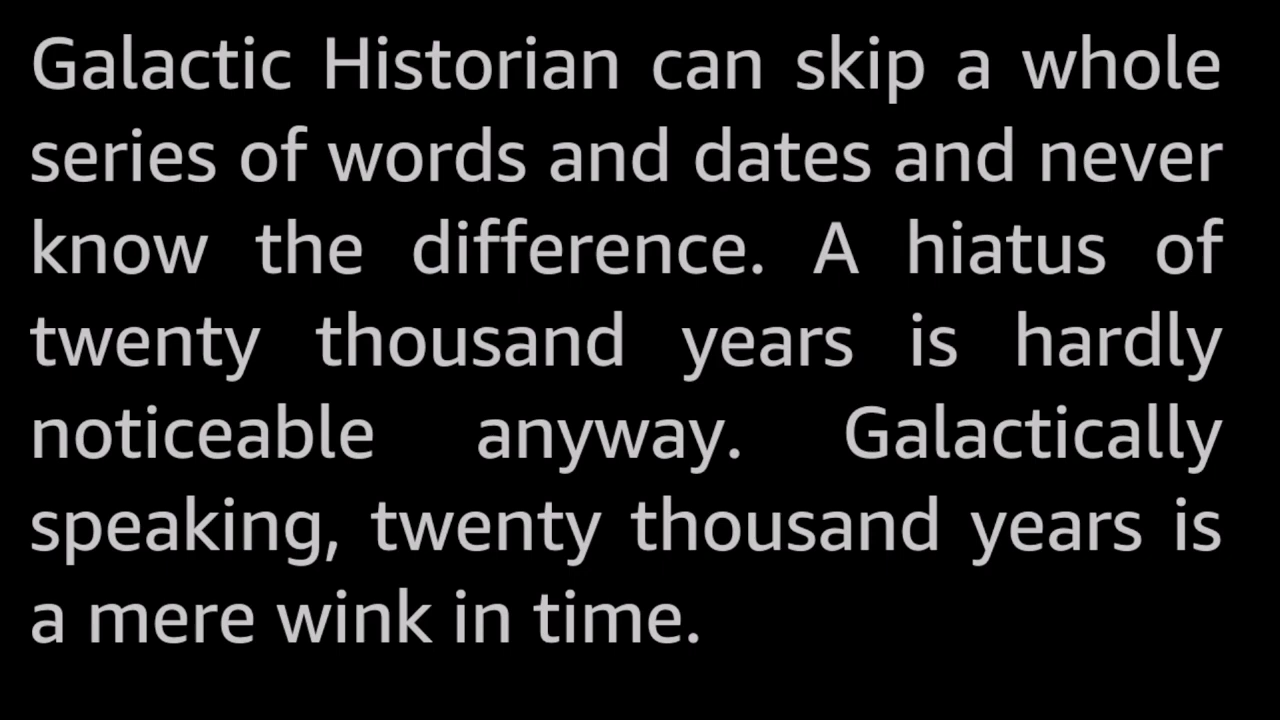 Galactic Historian can skip a whole
series of words and dates and never
know the difference. A hiatus of
twenty thousand years is hardly
noticeable anyway. Galactically
speaking, twenty thousand years is
a mere wink in time.